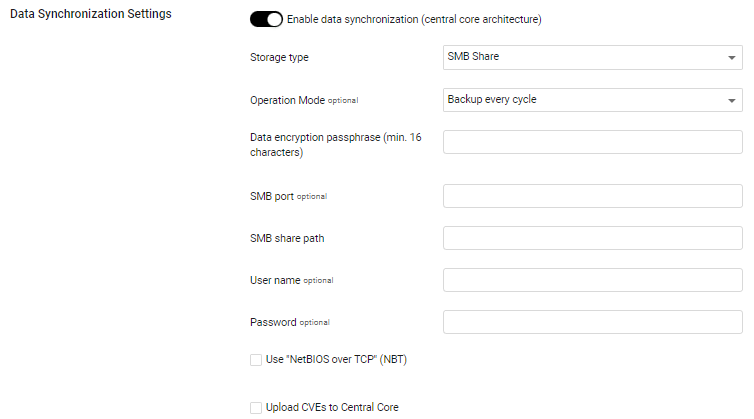 Data Synchronization Settings
Enable data synchronization (central core architecture)
Storage type
SMB Share
Operation Mode optional
Backup every cycle
Data encryption passphrase (min. 16
characters)
SMB port optional
SMB share path
User name optional
Password optional
Use "NetBIOS over TCP" (NBT)
Upload CVEs to Central Core